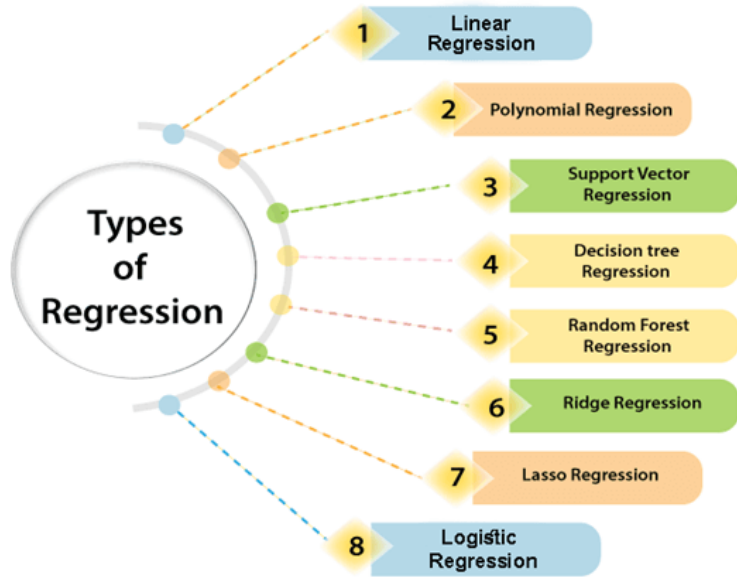 Types
of
Regression
1
Linear
Regression
2
Polynomial Regression
3
Support Vector
Regression
4
Decision tree
Regression
5
Random Forest
Regression
6
Ridge Regression
7
Lasso Regression
8
Logistic
Regression